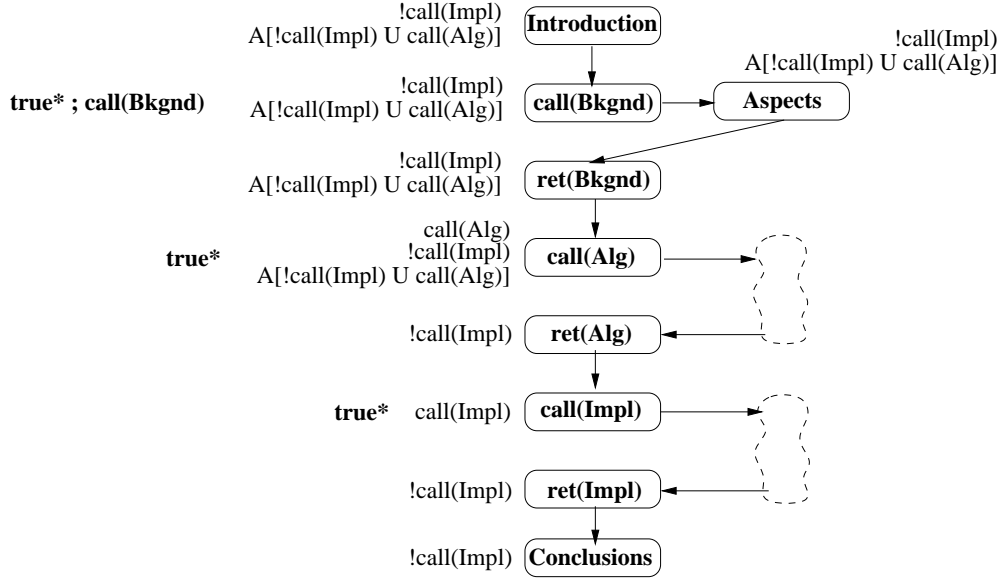 !call(Impl)
A[!call(Impl) U call(Alg)]
Introduction
!call(Impl)
A[!call(Impl) U call(Alg)]
true* ; call(Bkgnd)
!call(Impl)
A[!call(Impl) U call(Alg)]
call(Bkgnd)
Aspects
!call(Impl)
A[!call(Impl) U call(Alg)]
ret(Bkgnd)
true*
call(Alg)
!call(Impl)
A[!call(Impl) U call(Alg)]
call(Alg)
!call(Impl)
ret(Alg)
true*
call(Impl)
call(Impl)
!call(Impl)
ret(Impl)
!call(Impl)
Conclusions